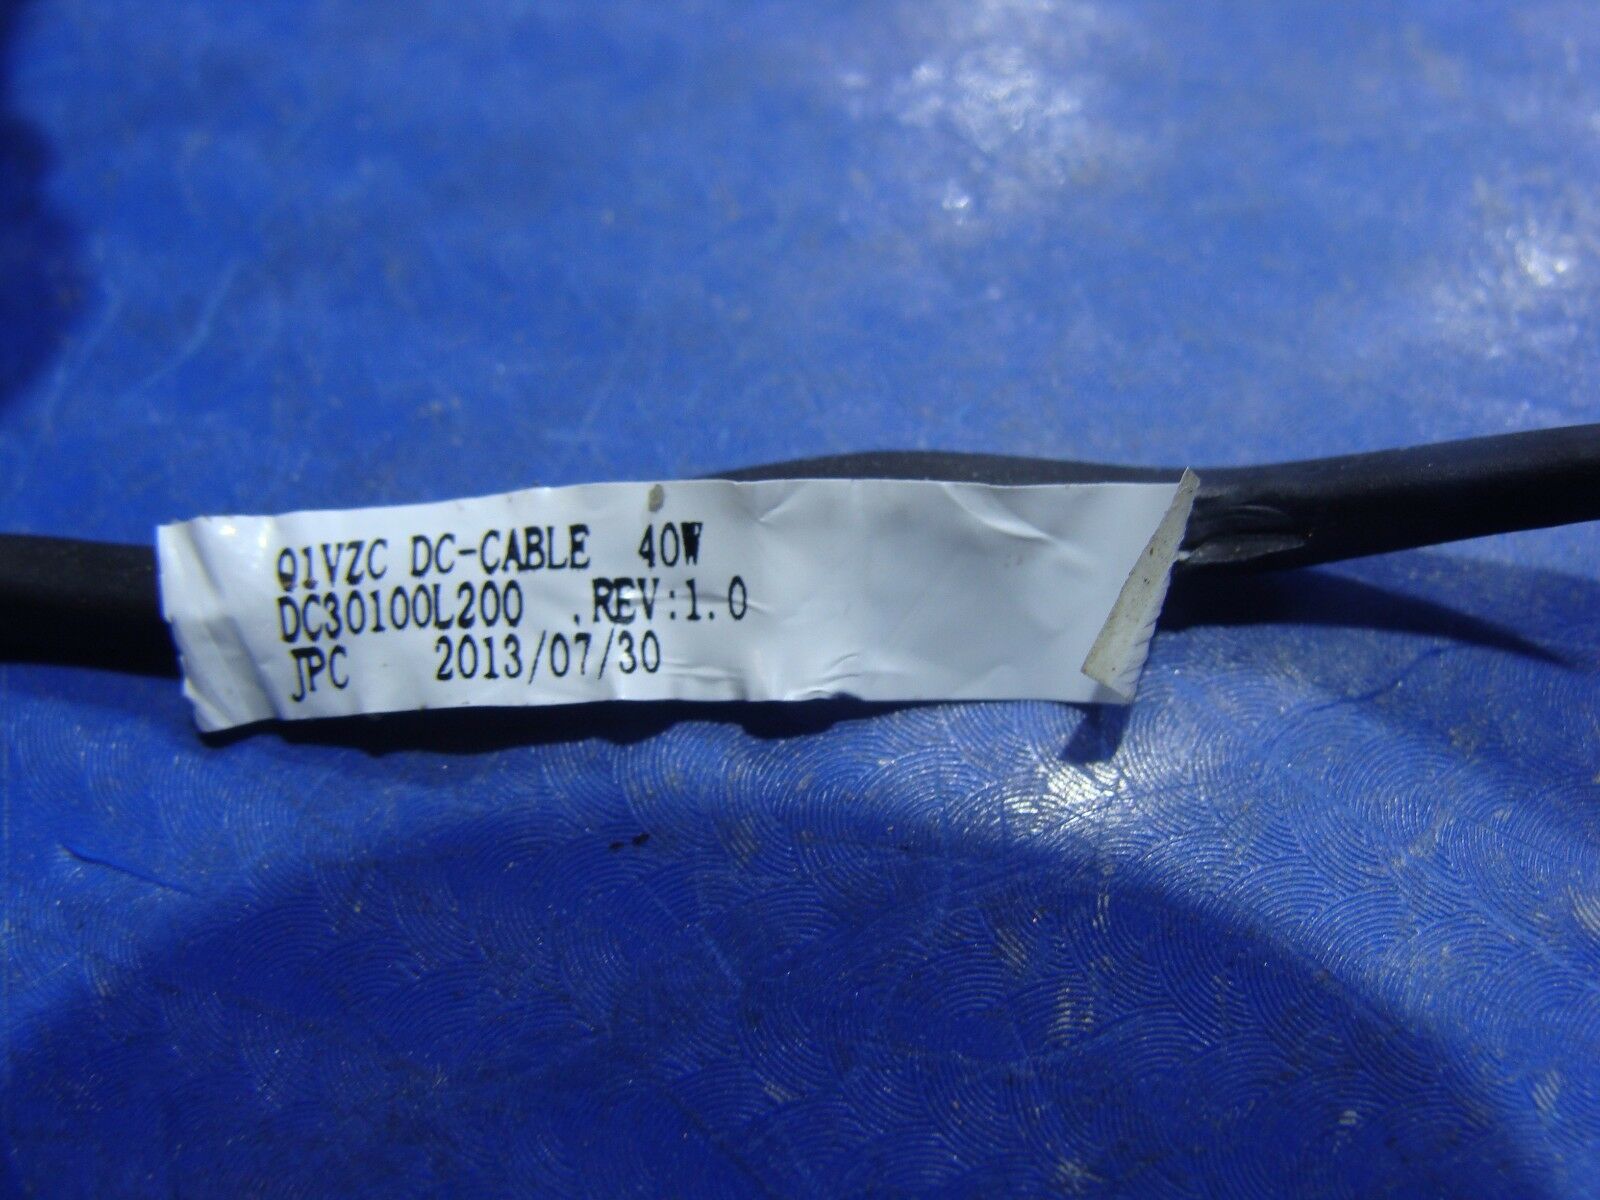 Q1VZC DC-CABLE 40W
DC30100L200 .REV:1.0
JPC 2013/07/30